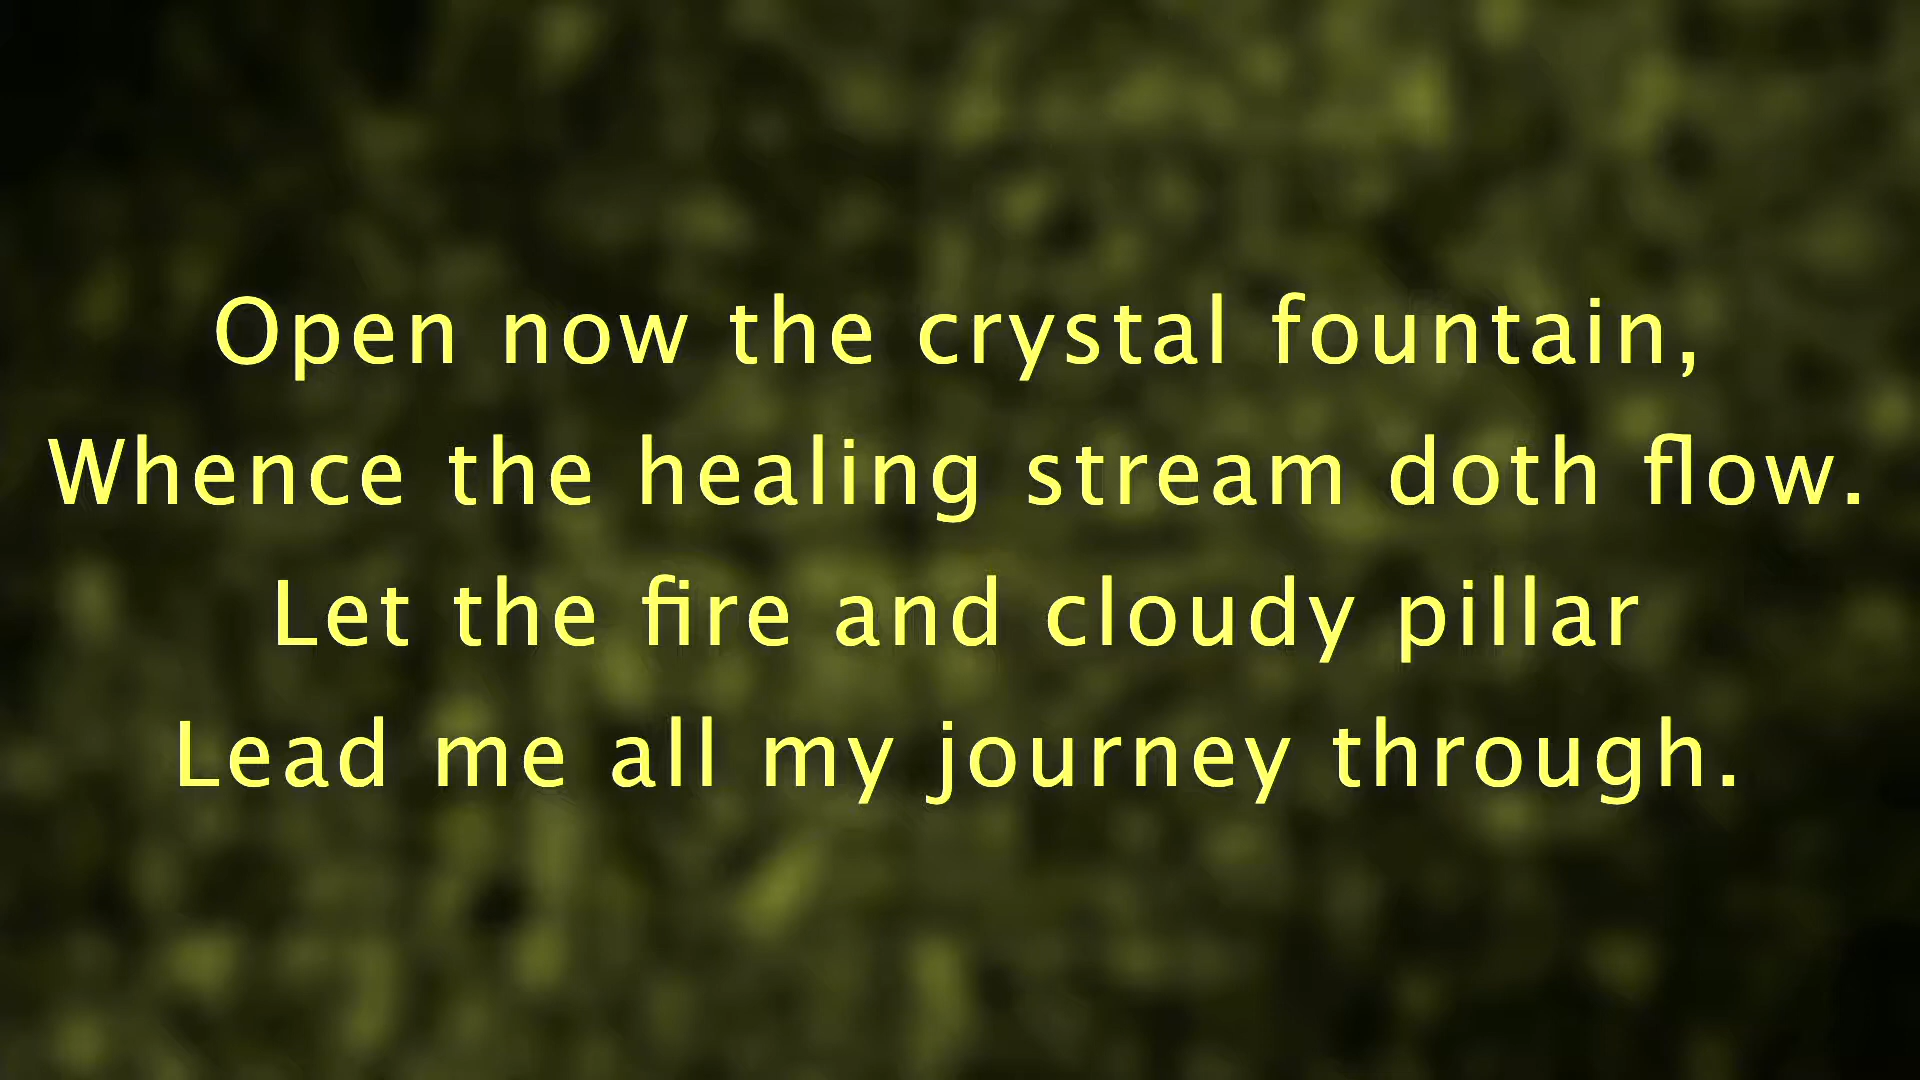 Open now the crystal fountain,
Whence the healing stream doth flow.
Let the fire and cloudy pillar
Lead me all my journey through.